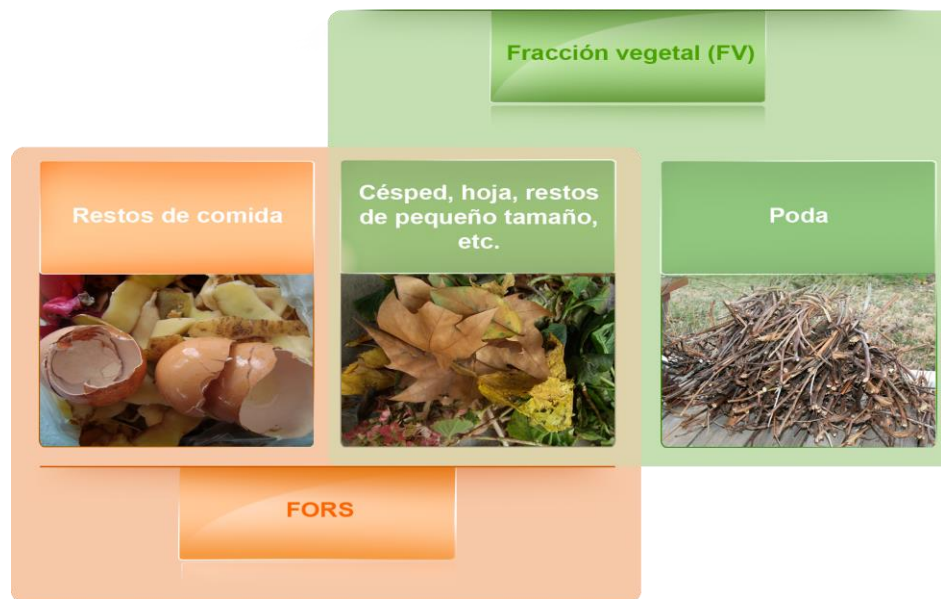 Fracción vegetal (FV)
Restos de comida
Césped, hoja, restos
de pequeño tamaño,
etc.
Poda
FORS